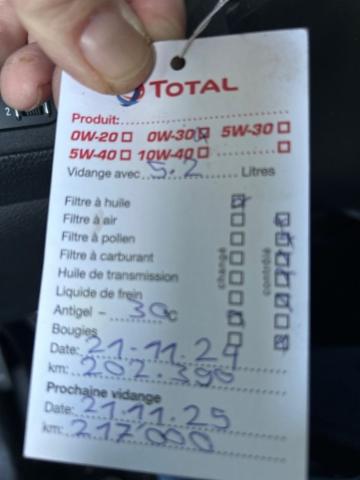 TOTAL
Produit:
0W-20 ☐ 0W-30 ☒ 5W-30 ☐
5W-40 ☐ 10W-40 ☐ ☐
Vidange avec 5.2 Litres
Filtre à huile
Filtre à air
Filtre à pollen
Filtre à carburant
Huile de transmission
Liquide de frein
Antigel - 30 °C
Bougies
changé
contrôlé
Date: 21-11.24
km: 202.390
Prochaine vidange
Date: 21.11.25
km: 217'000
2